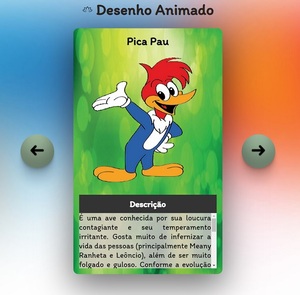 Desenho Animado
Pica Pau
Descrição
É uma ave conhecida por sua loucura
contagiante e seu temperamento
irritante. Gosta muito de infernizar a
vida das pessoas (principalmente Meany
Ranheta e Leôncio), além de ser muito
folgado e guloso. Conforme a evolução